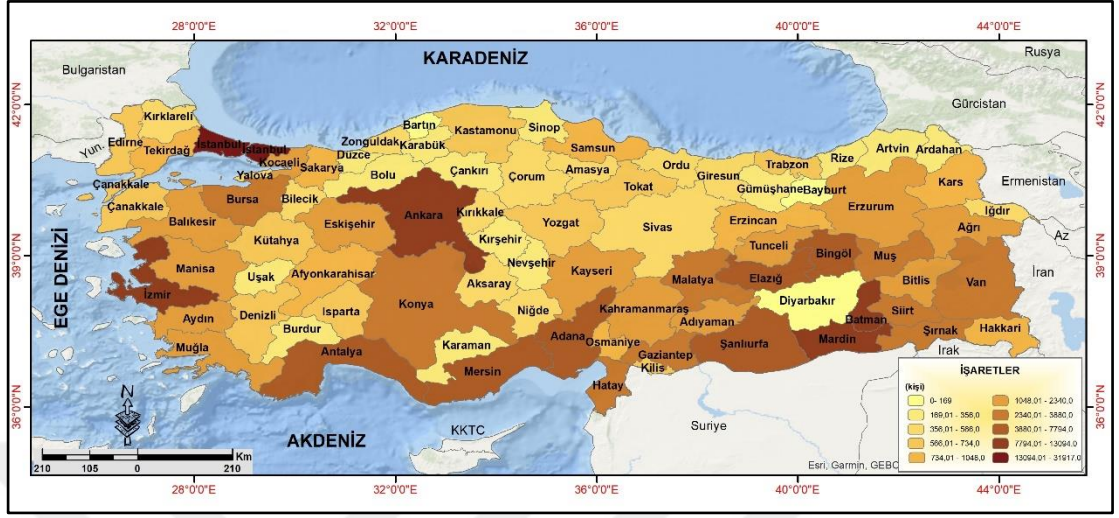 28°0'0"E 32°0'0"E 36°0'0"E 40°0'0"E 44°0'0"E
Rusya
Bulgaristan
KARADENİZ
Gürcistan
42°0'0"N
42°0'0"N
Kırklareli
Edirne
Tekirdağ
Yun.
İstanbul
İstanbul
Kocaeli
Yalova
Sakarya
Düzce
Zonguldak
Bartın
Karabük
Kastamonu
Sinop
Samsun
Bolu
Çankırı
Çorum
Amasya
Ordu
Giresun
Trabzon
Rize
Artvin
Ardahan
Gümüşhane
Bayburt
Kars
Ermenistan
Çanakkale
Çanakkale
Balıkesir
Bursa
Bilecik
Eskişehir
Ankara
Kırıkkale
Yozgat
Tokat
Sivas
Erzincan
Erzurum
Iğdır
Ağrı
Az
İran
39°0'0"N
39°0'0"N
EGE DENİZİ
Kütahya
Kırşehir
Nevşehir
Kayseri
Tunceli
Bingöl
Muş
Manisa
Uşak
Afyonkarahisar
İzmir
Konya
Aksaray
Malatya
Elazığ
Bitlis
Van
Aydın
Denizli
Isparta
Burdur
Niğde
Kahramanmaraş
Adıyaman
Diyarbakır
Batman
Siirt
Muğla
Antalya
Karaman
Mersin
Adana
Osmaniye
Gaziantep
Kilis
Şanlıurfa
Mardin
Şırnak
Hakkari
Irak
Hatay
36°0'0"N
36°0'0"N
N
AKDENİZ
KKTC
Suriye
İŞARETLER
(kişi)
0- 169
169,01 - 356,0
356,01 - 566,0
566,01 - 734,0
734,01 - 1048,0
1048,01 - 2340,0
2340,01 - 3880,0
3880,01 - 7794,0
7794,01 - 13094,0
13094,01 - 31917,0
Km
210 105 0 210
Esri, Garmin, GEBC
28°0'0"E 32°0'0"E 36°0'0"E 40°0'0"E 44°0'0"E